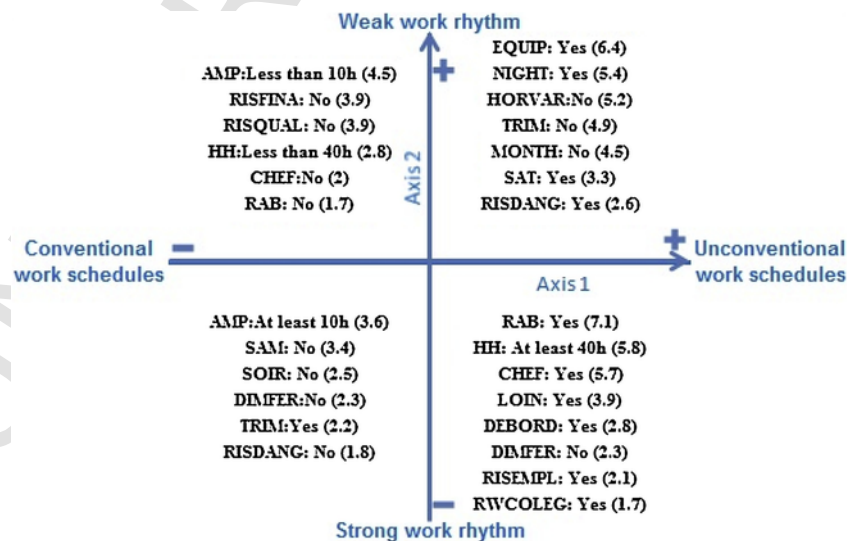 Weak work rhythm
EQUIP: Yes (6.4)
NIGHT: Yes (5.4)
HORVAR:No (5.2)
TRIM: No (4.9)
MONTH: No (4.5)
SAT: Yes (3.3)
RISDANG: Yes (2.6)
AMP:Less than 10h (4.5)
RISFINA: No (3.9)
RISQUAL: No (3.9)
HH:Less than 40h (2.8)
CHEF:No (2)
RAB: No (1.7)
+
Axis 2
Conventional
work schedules
−
+
Unconventional
work schedules
Axis 1
AMP:At least 10h (3.6)
SAM: No (3.4)
SOIR: No (2.5)
DIMFER:No (2.3)
TRIM:Yes (2.2)
RISDANG: No (1.8)
RAB: Yes (7.1)
HH: At least 40h (5.8)
CHEF: Yes (5.7)
LOIN: Yes (3.9)
DEBORD: Yes (2.8)
DIMFER: No (2.3)
RISEMPL: Yes (2.1)
RWCOLEG: Yes (1.7)
−
Strong work rhythm